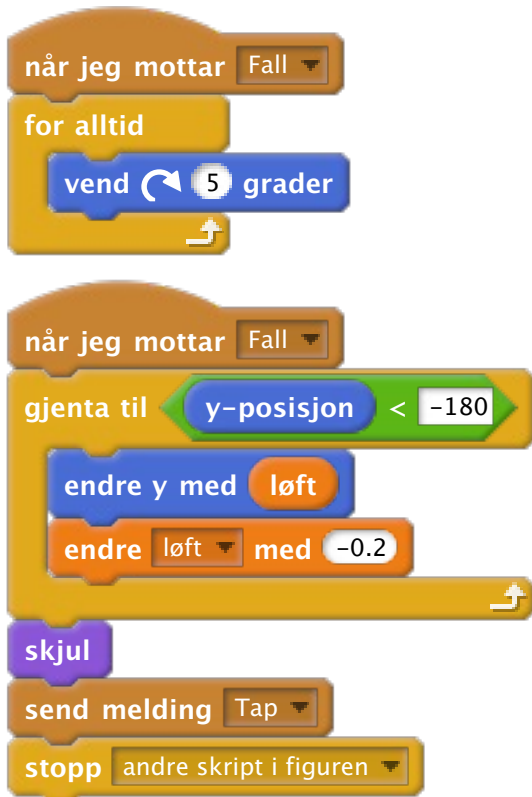 når jeg mottar Fall
for alltid
vend 5 grader
når jeg mottar Fall
gjenta til y-posisjon < -180
endre y med løft
endre løft med -0.2
skjul
send melding Tap
stopp andre skript i figuren